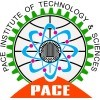 PACE INSTITUTE OF TECHNOLOGY & SCIENCES
PACE